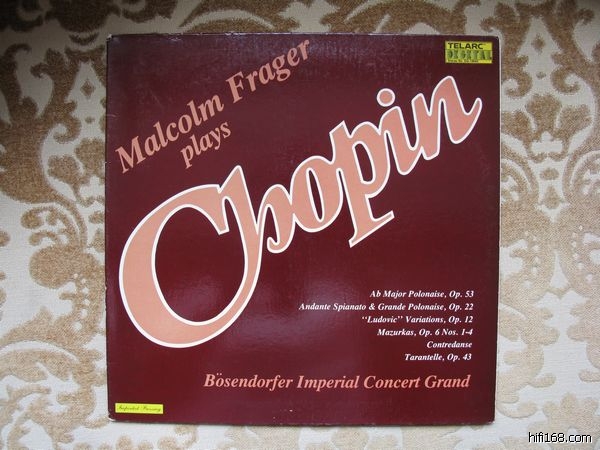 TELARC
DIGITAL
Malcolm Frager
plays
Chopin
Ab Major Polonaise, Op. 53
Andante Spianato & Grande Polonaise, Op. 22
"Ludovic" Variations, Op. 12
Mazurkas, Op. 6 Nos. 1-4
Contredanse
Tarantelle, Op. 43
Bösendorfer Imperial Concert Grand
Imported Pressing
hifi168.com